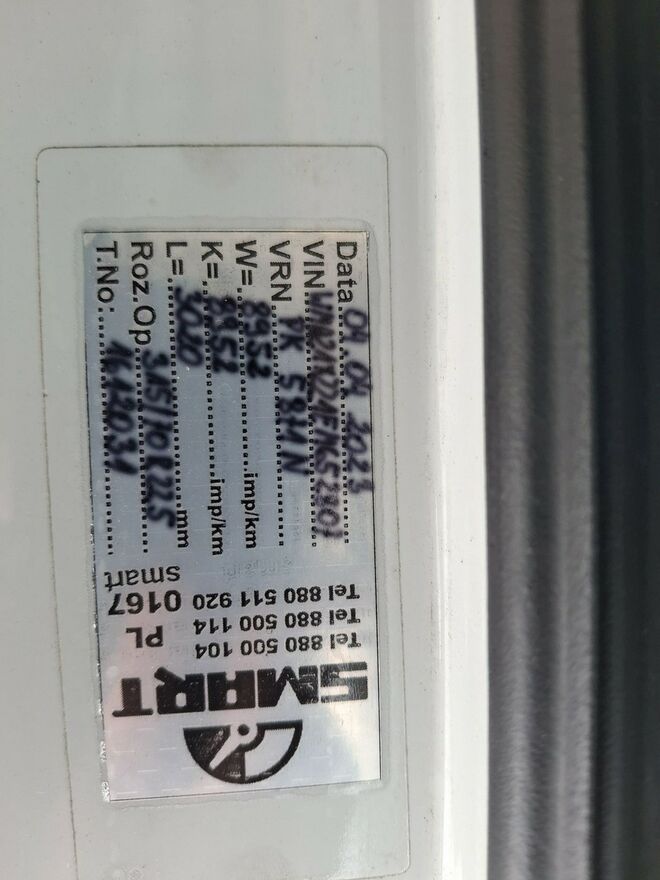 SMART
Tel 880 500 104
Tel 880 500 114 PL
Tel 880 511 920 0167
smart
Data 04.04.2023
VIN
VRN PK
W= 8952 imp/km
K= 8952 imp/km
L= 3020 mm
Roz.Op. 315/70 R22.5
T.No: